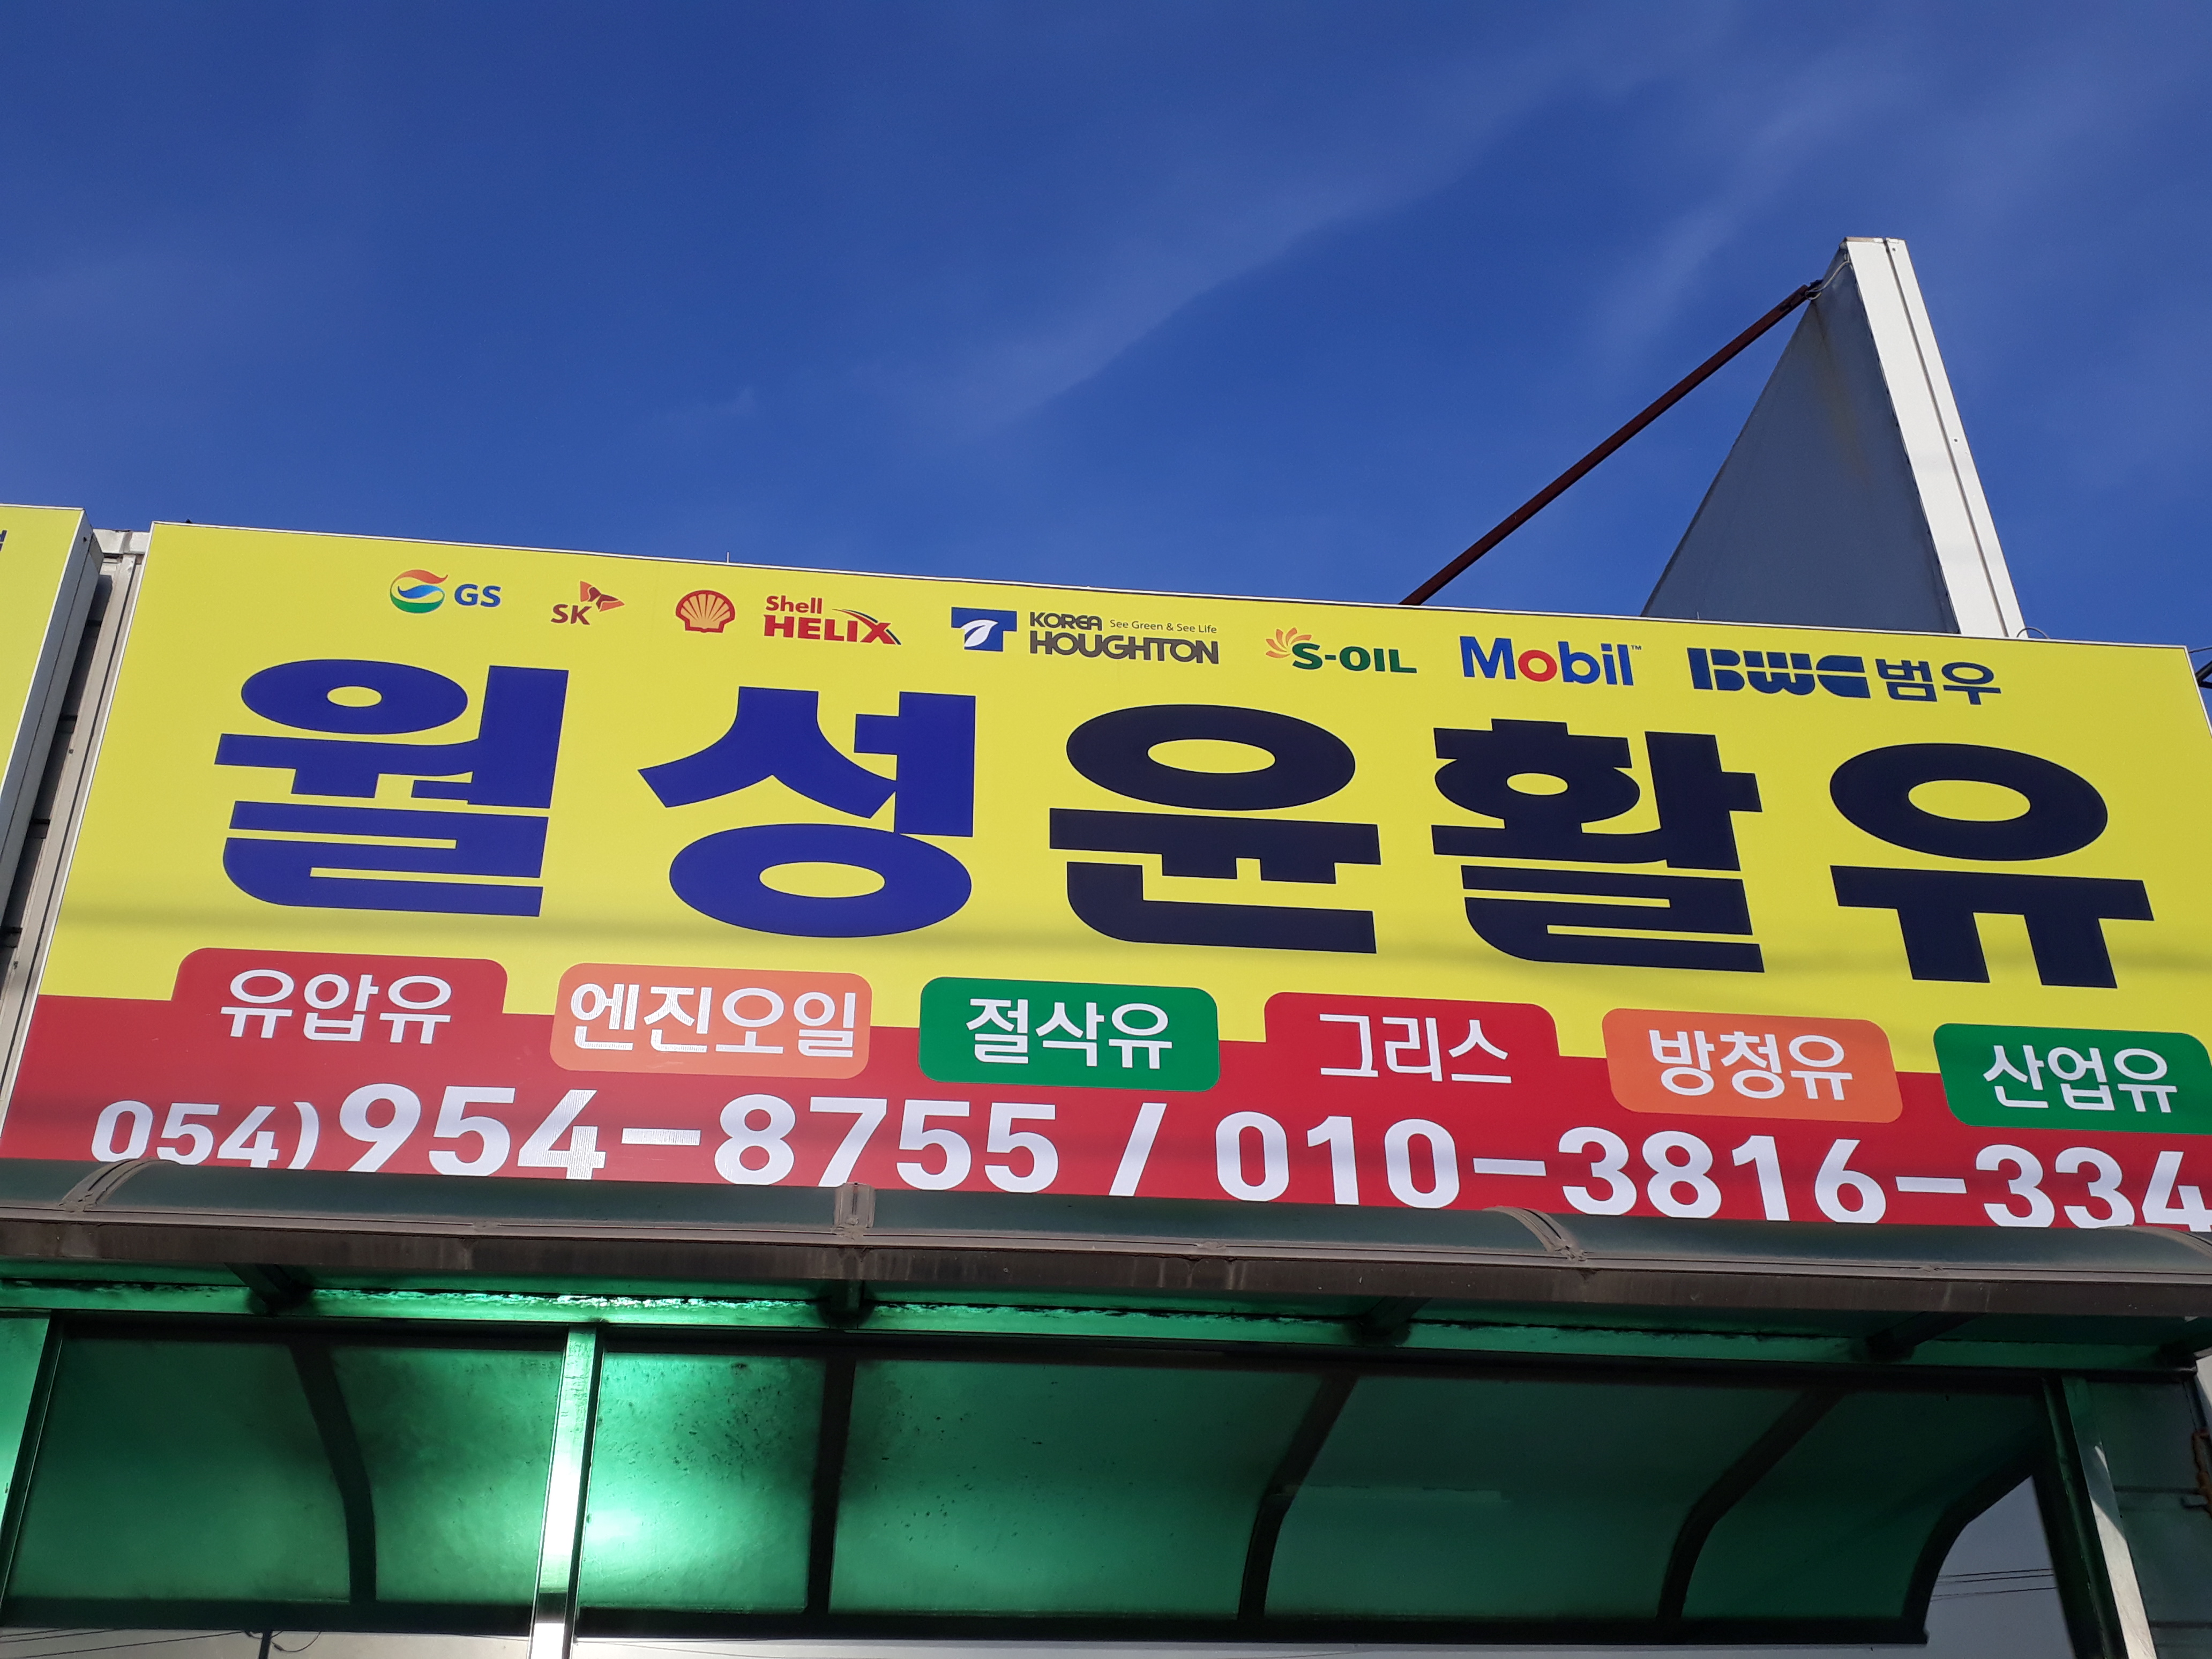 GS SK Shell HELIX KOREA HOUGHTON See Green & See Life S-OIL Mobil™ BWC 범우
월성윤활유
유압유 엔진오일 절삭유 그리스 방청유 산업유
054)954-8755 / 010-3816-334